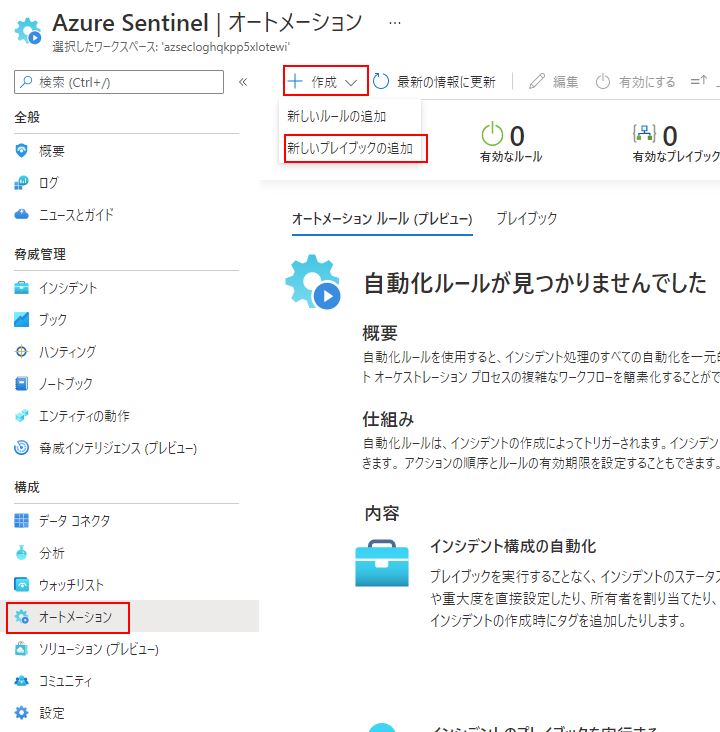 Azure Sentinel | オートメーション ...
選択したワークスペース: 'azsecloghqkpp5xlotewi'
検索 (Ctrl+/)
«
作成
最新の情報に更新
編集
有効にする
新しいルールの追加
新しいプレイブックの追加
0
有効なルール
0
有効なプレイブック
全般
概要
ログ
ニュースとガイド
脅威管理
インシデント
ブック
ハンティング
ノートブック
エンティティの動作
脅威インテリジェンス (プレビュー)
構成
データ コネクタ
分析
ウォッチリスト
オートメーション
ソリューション (プレビュー)
コミュニティ
設定
オートメーション ルール (プレビュー)
プレイブック
自動化ルールが見つかりませんでした
概要
自動化ルールを使用すると、インシデント処理のすべての自動化を一元
ト オーケストレーション プロセスの複雑なワークフローを簡素化することがで
仕組み
自動化ルールは、インシデントの作成によってトリガーされます。インシデン
きます。アクションの順序とルールの有効期限を設定することもできます。
内容
インシデント構成の自動化
プレイブックを実行することなく、インシデントのステータス
や重大度を直接設定したり、所有者を割り当てたり、
インシデントの作成時にタグを追加したりします。
インシデントのプレイブックを実行する